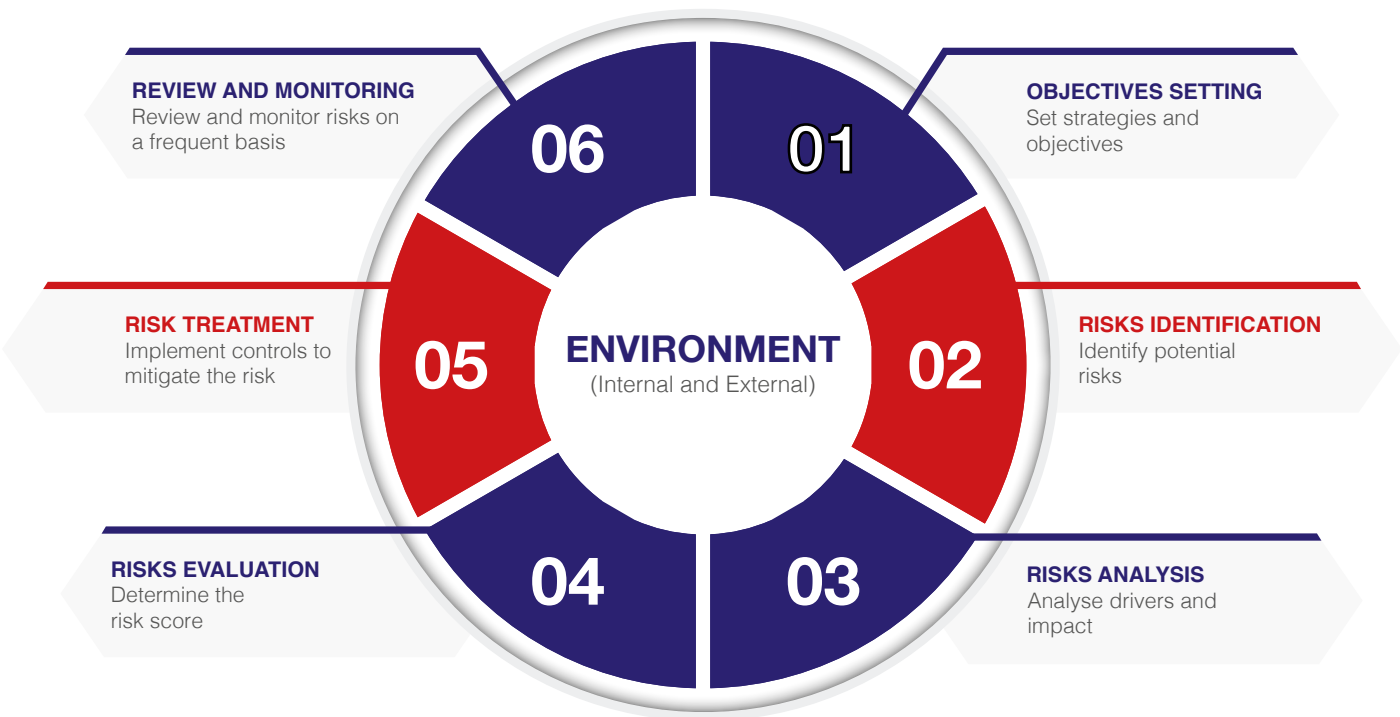 01
OBJECTIVES SETTING
Set strategies and
objectives
02
RISKS IDENTIFICATION
Identify potential
risks
03
RISKS ANALYSIS
Analyse drivers and
impact
04
RISKS EVALUATION
Determine the
risk score
05
RISK TREATMENT
Implement controls to
mitigate the risk
06
REVIEW AND MONITORING
Review and monitor risks on
a frequent basis
ENVIRONMENT
(Internal and External)